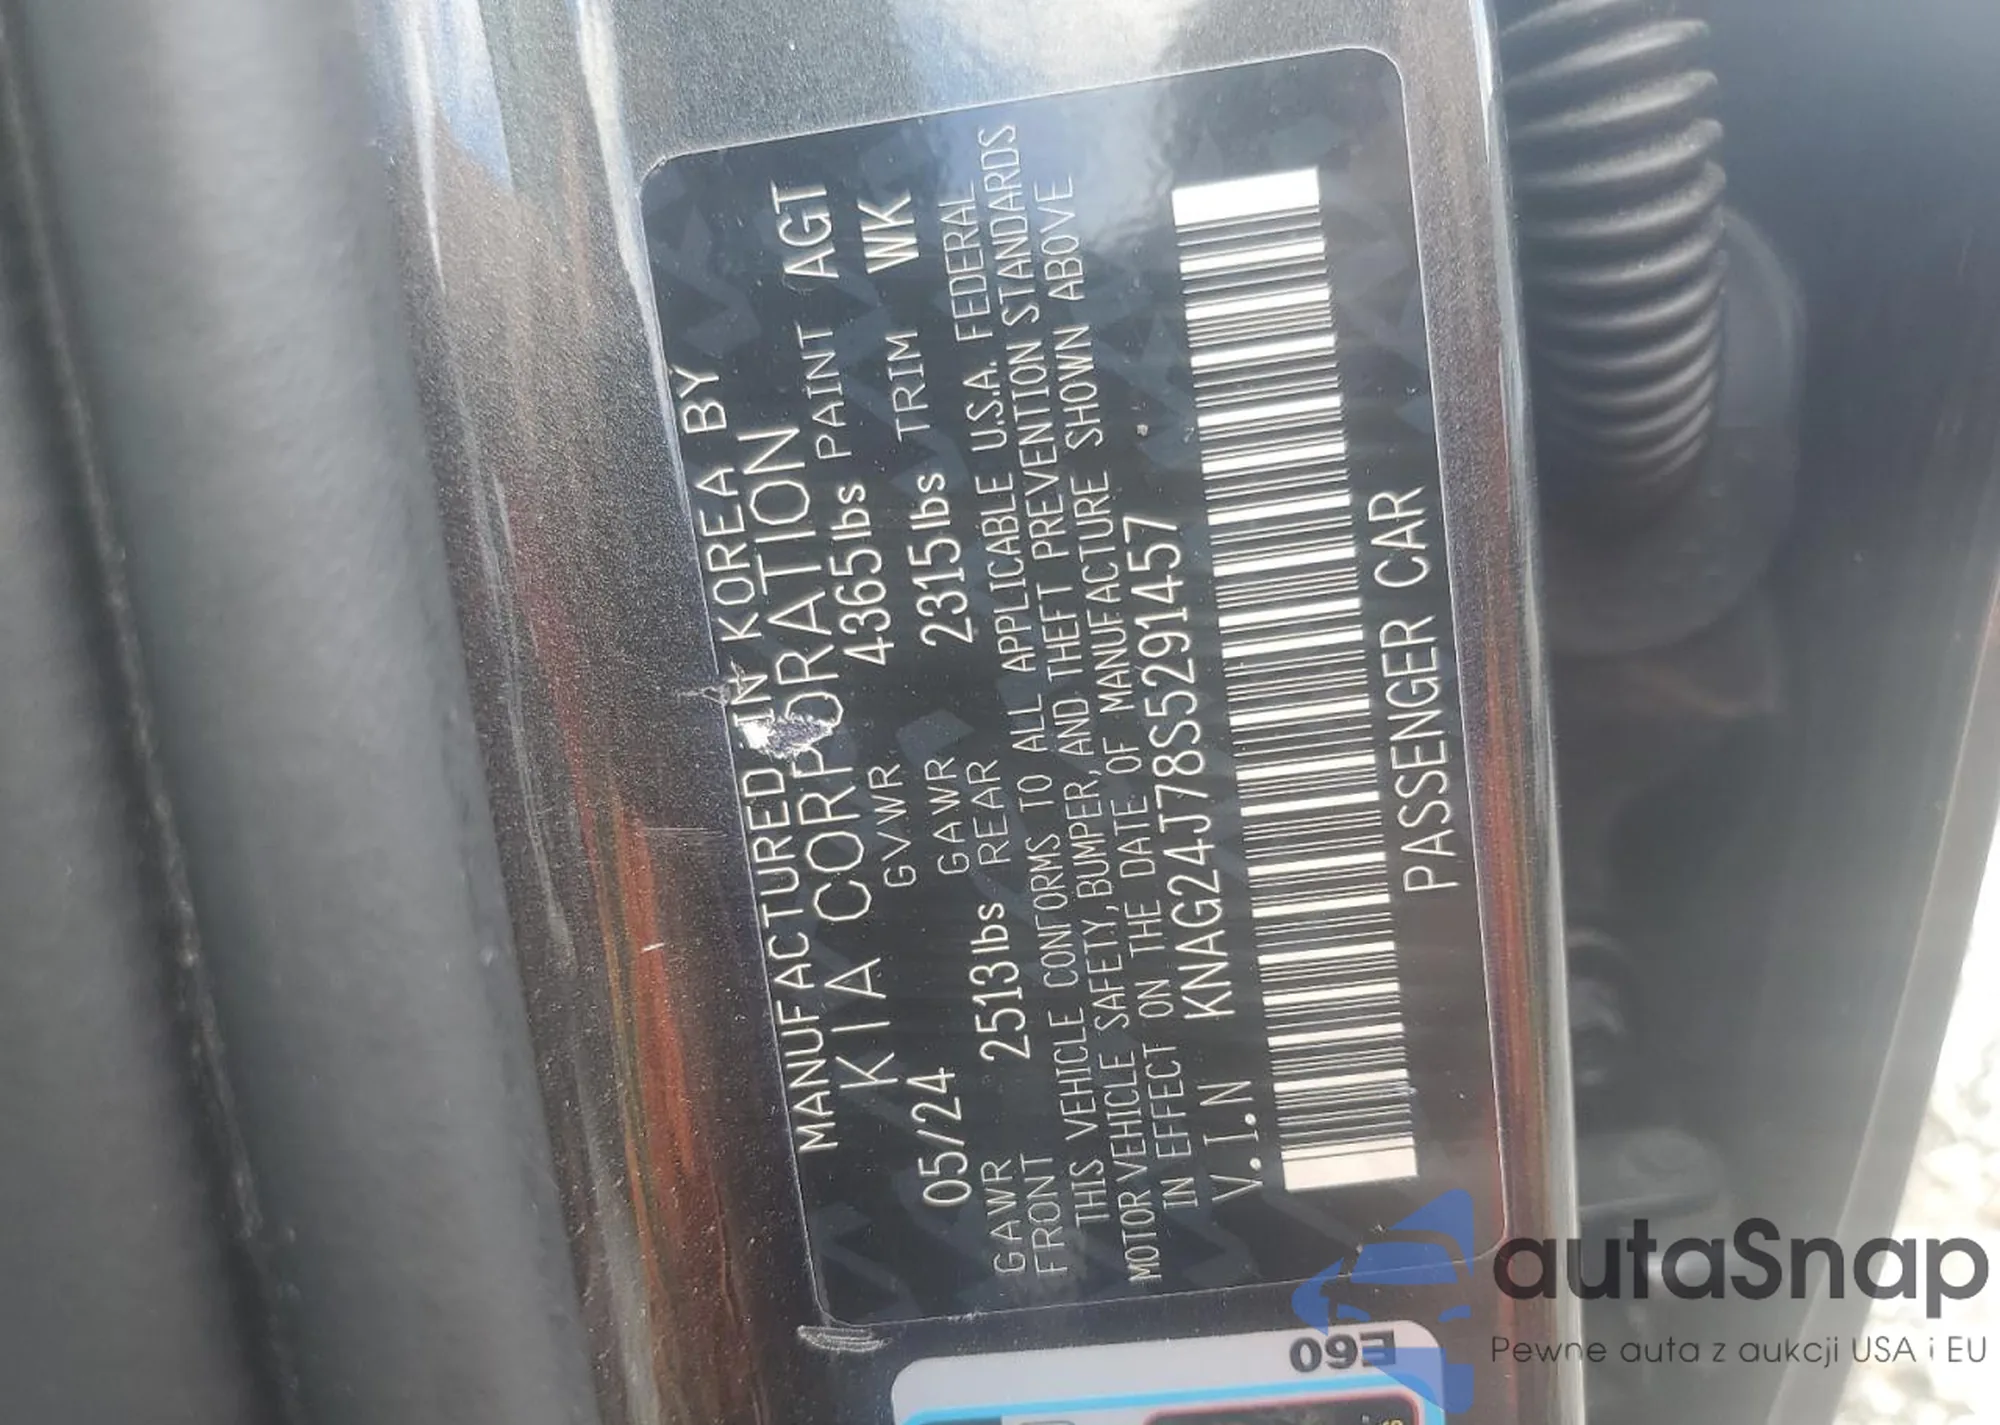 MANUFACTURED IN KOREA BY
KIA CORPORATION
05/24 GVWR 4365lbs PAINT AGT
GAWR FRONT 2513lbs GAWR REAR 2315lbs TRIM WK
THIS VEHICLE CONFORMS TO ALL APPLICABLE U.S.A. FEDERAL
MOTOR VEHICLE SAFETY, BUMPER, AND THEFT PREVENTION STANDARDS
IN EFFECT ON THE DATE OF MANUFACTURE SHOWN ABOVE
V.I.N KNAG24J78S5291457
PASSENGER CAR
E60
autaSnap
Pewne auta z aukcji USA i EU